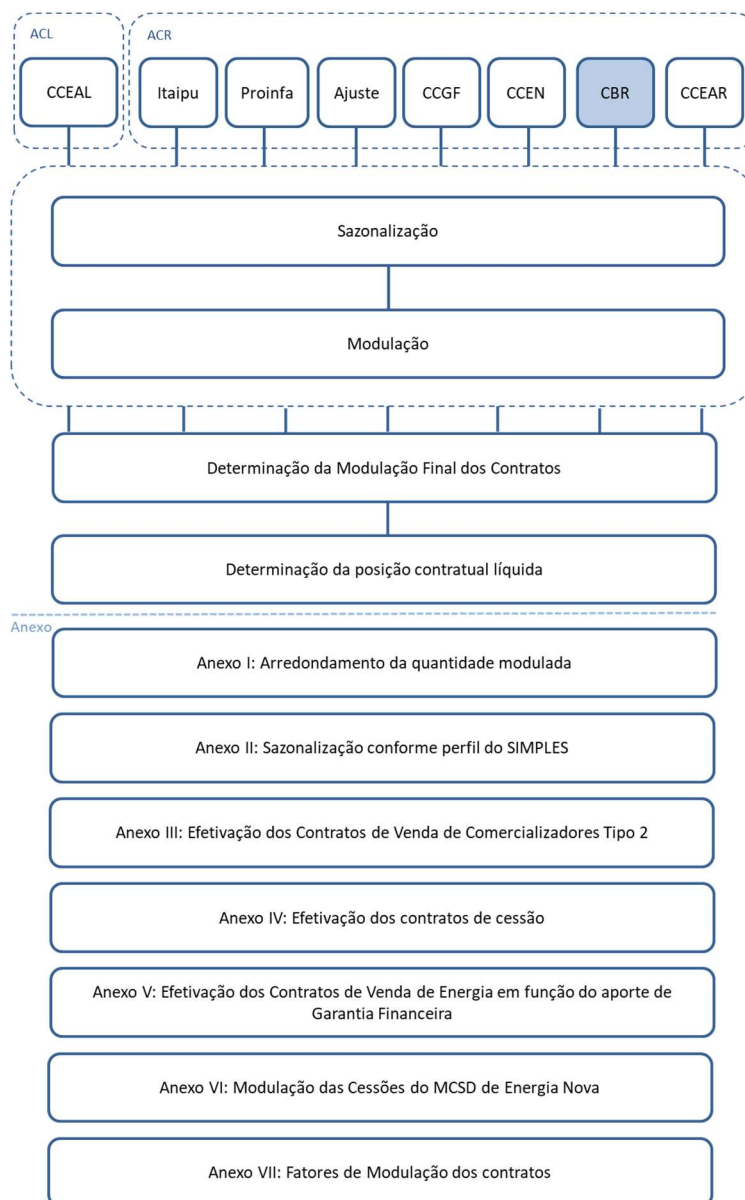 ACL
ACR
CCEAL
Itaipu
Proinfa
Ajuste
CCGF
CCEN
CBR
CCEAR
Sazonalização
Modulação
Determinação da Modulação Final dos Contratos
Determinação da posição contratual líquida
Anexo
Anexo I: Arredondamento da quantidade modulada
Anexo II: Sazonalização conforme perfil do SIMPLES
Anexo III: Efetivação dos Contratos de Venda de Comercializadores Tipo 2
Anexo IV: Efetivação dos contratos de cessão
Anexo V: Efetivação dos Contratos de Venda de Energia em função do aporte de
Garantia Financeira
Anexo VI: Modulação das Cessões do MCSD de Energia Nova
Anexo VII: Fatores de Modulação dos contratos